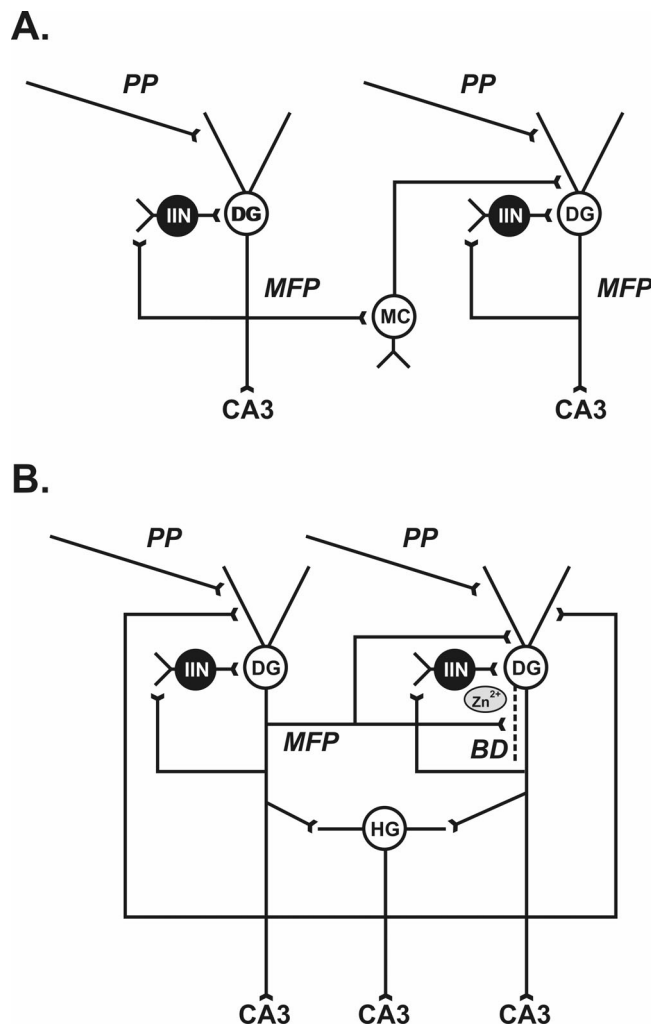 A.
PP PP
IIN DG IIN DG
MFP MFP
MC
CA3 CA3
B.
PP PP
IIN DG IIN DG
Zn2+
MFP BD
HG
CA3 CA3 CA3